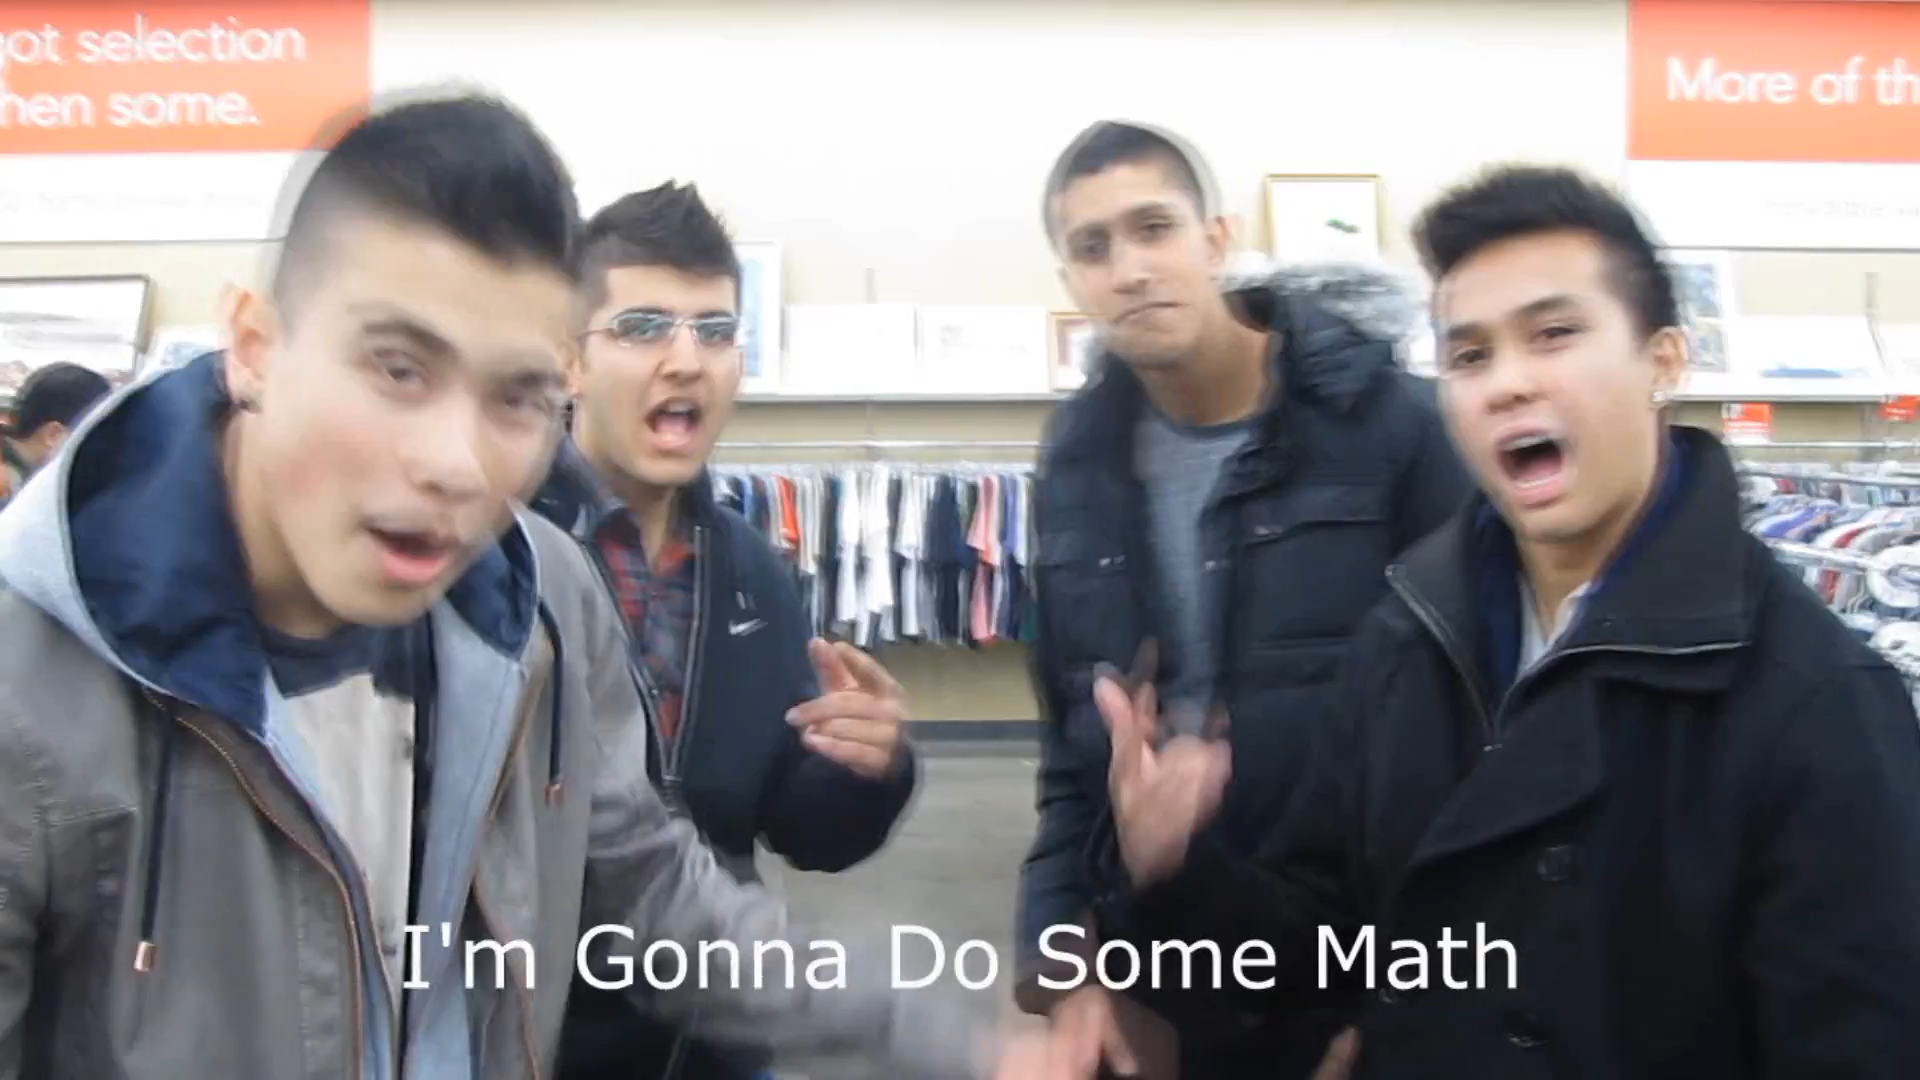 got selection
then some.
More of th
I'm Gonna Do Some Math